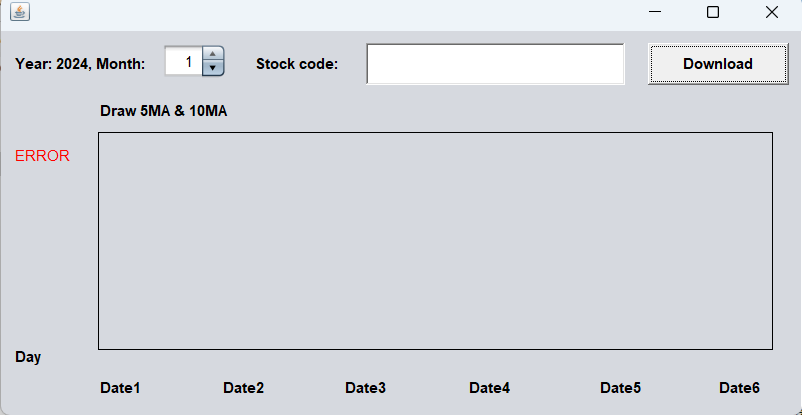 Year: 2024, Month: 1 Stock code: Download
Draw 5MA & 10MA
ERROR
Day
Date1 Date2 Date3 Date4 Date5 Date6